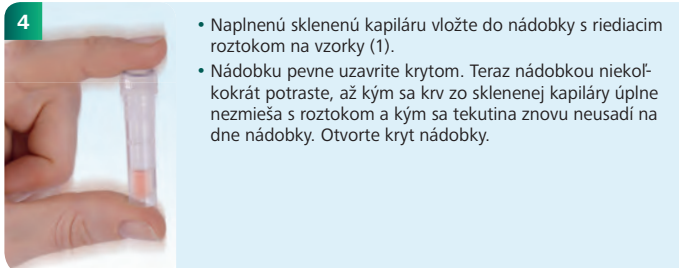 4
• Naplnenú sklenenú kapiláru vložte do nádobky s riediacim
roztokom na vzorky (1).
• Nádobku pevne uzavrite krytom. Teraz nádobkou niekoľ-
kokrát potraste, až kým sa krv zo sklenenej kapiláry úplne
nezmieša s roztokom a kým sa tekutina znovu neusadí na
dne nádobky. Otvorte kryt nádobky.